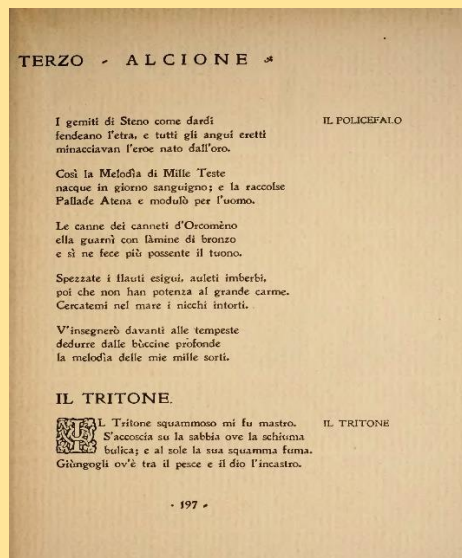 TERZO - ALCIONE
I gemiti di Steno come dardi
fendeano l'etra, e tutti gli angui eretti
minacciavan l'eroe nato dall'oro.
IL POLICEFALO
Così la Melodìa di Mille Teste
nacque in giorno sanguigno; e la raccolse
Pallade Atena e modulò per l'uomo.
Le canne dei canneti d'Orcomèno
ella guarnì con làmine di bronzo
e sì ne fece più possente il tuono.
Spezzate i flauti esigui, auleti imberbi,
poi che non han potenza al grande carme.
Cercatemi nel mare i nicchi intorti.
V'insegnerò davanti alle tempeste
dedurre dalle bùccine profonde
la melodìa delle mie mille sorti.
IL TRITONE.
IL Tritone squammoso mi fu mastro.
S'accoscia su la sabbia ove la schiuma
bulica; e al sole la sua squamma fuma.
Giùngogli ov'è tra il pesce e il dio l'incastro.
IL TRITONE
- 197 -